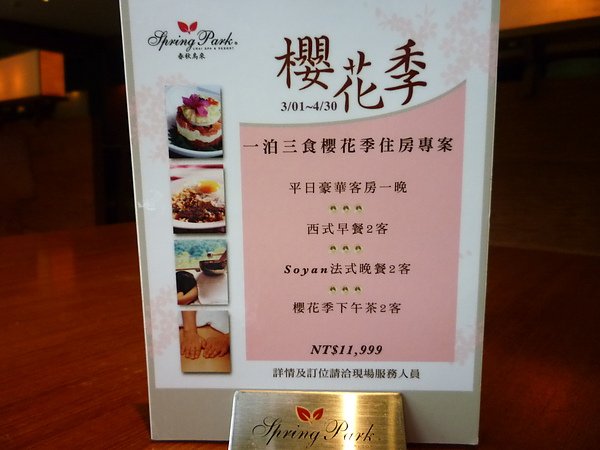 Spring Park
URAI SPA & RESORT
春秋烏來
櫻花季
3/01~4/30
一泊三食櫻花季住房專案
平日豪華客房一晚
西式早餐2客
Soyan法式晚餐2客
櫻花季下午茶2客
NT$11,999
詳情及訂位請洽現場服務人員
Spring Park